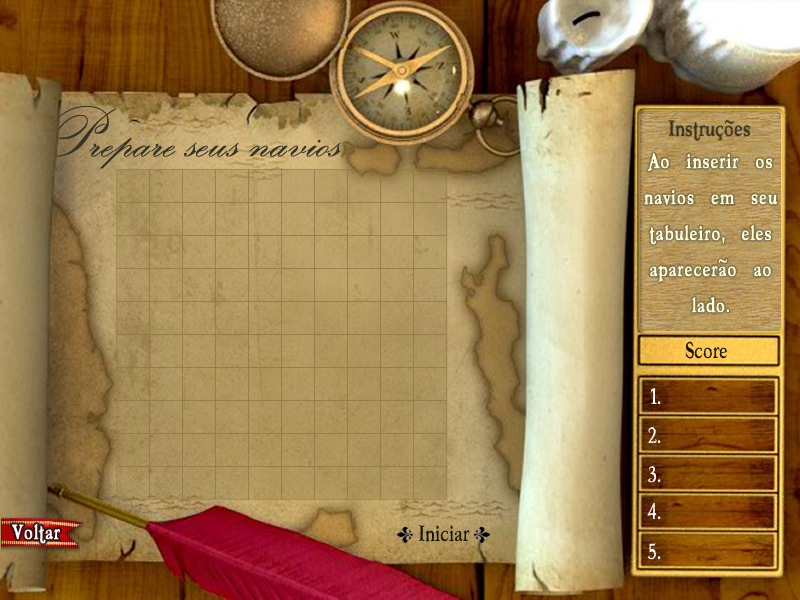 Prepare seus navios
Instruções
Ao inserir os
navios em seu
tabuleiro, eles
aparecerão ao
lado.
Score
1.
2.
3.
4.
5.
Iniciar
Voltar
N
E
S
W